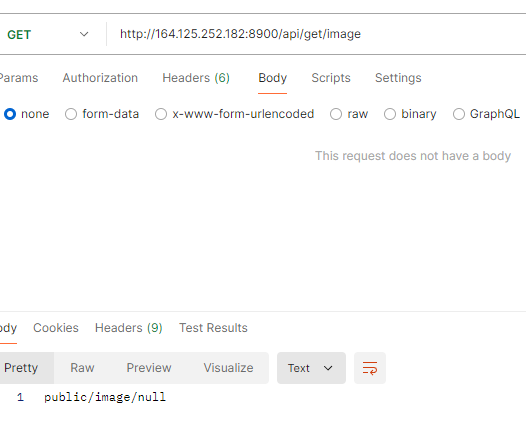 GET http://164.125.252.182:8900/api/get/image
Params Authorization Headers (6) Body Scripts Settings
none form-data x-www-form-urlencoded raw binary GraphQL
This request does not have a body
ody Cookies Headers (9) Test Results
Pretty Raw Preview Visualize Text
1 public/image/null